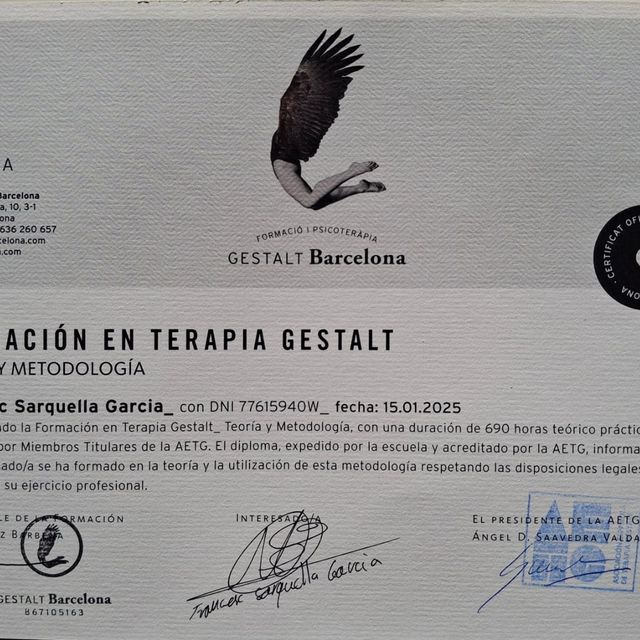 A
Barcelona
a, 10, 3-1
ona
636 260 657
celona.com
a.com
FORMACIÓ I PSICOTERÀPIA
GESTALT Barcelona
CERTIFICAT OFI
ONA
ACIÓN EN TERAPIA GESTALT
Y METODOLOGÍA
c Sarquella Garcia_ con DNI 77615940W_ fecha: 15.01.2025
do la Formación en Terapia Gestalt_ Teoría y Metodología, con una duración de 690 horas teórico práctic
por Miembros Titulares de la AETG. El diploma, expedido por la escuela y acreditado por la AETG, informa
ado/a se ha formado en la teoría y la utilización de esta metodología respetando las disposiciones legales
su ejercicio profesional.
LE DE LA FORMACIÓN
Z BARBENA
INTERESADO/A
EL PRESIDENTE DE LA AETG
ÁNGEL D. SAAVEDRA VALDA
Francesc Sarquella Garcia
GESTALT Barcelona
B67105163